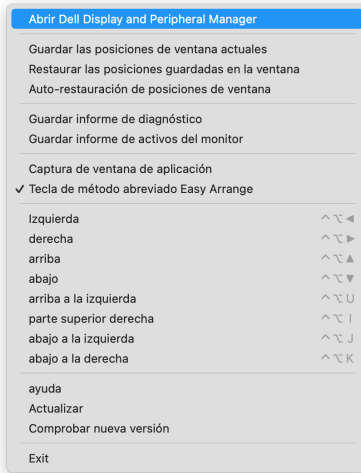 Abrir Dell Display and Peripheral Manager
Guardar las posiciones de ventana actuales
Restaurar las posiciones guardadas en la ventana
Auto-restauración de posiciones de ventana
Guardar informe de diagnóstico
Guardar informe de activos del monitor
Captura de ventana de aplicación
✓ Tecla de método abreviado Easy Arrange
Izquierda ^⌥◀
derecha ^⌥▶
arriba ^⌥▲
abajo ^⌥▼
arriba a la izquierda ^⌥U
parte superior derecha ^⌥I
abajo a la izquierda ^⌥J
abajo a la derecha ^⌥K
ayuda
Actualizar
Comprobar nueva versión
Exit